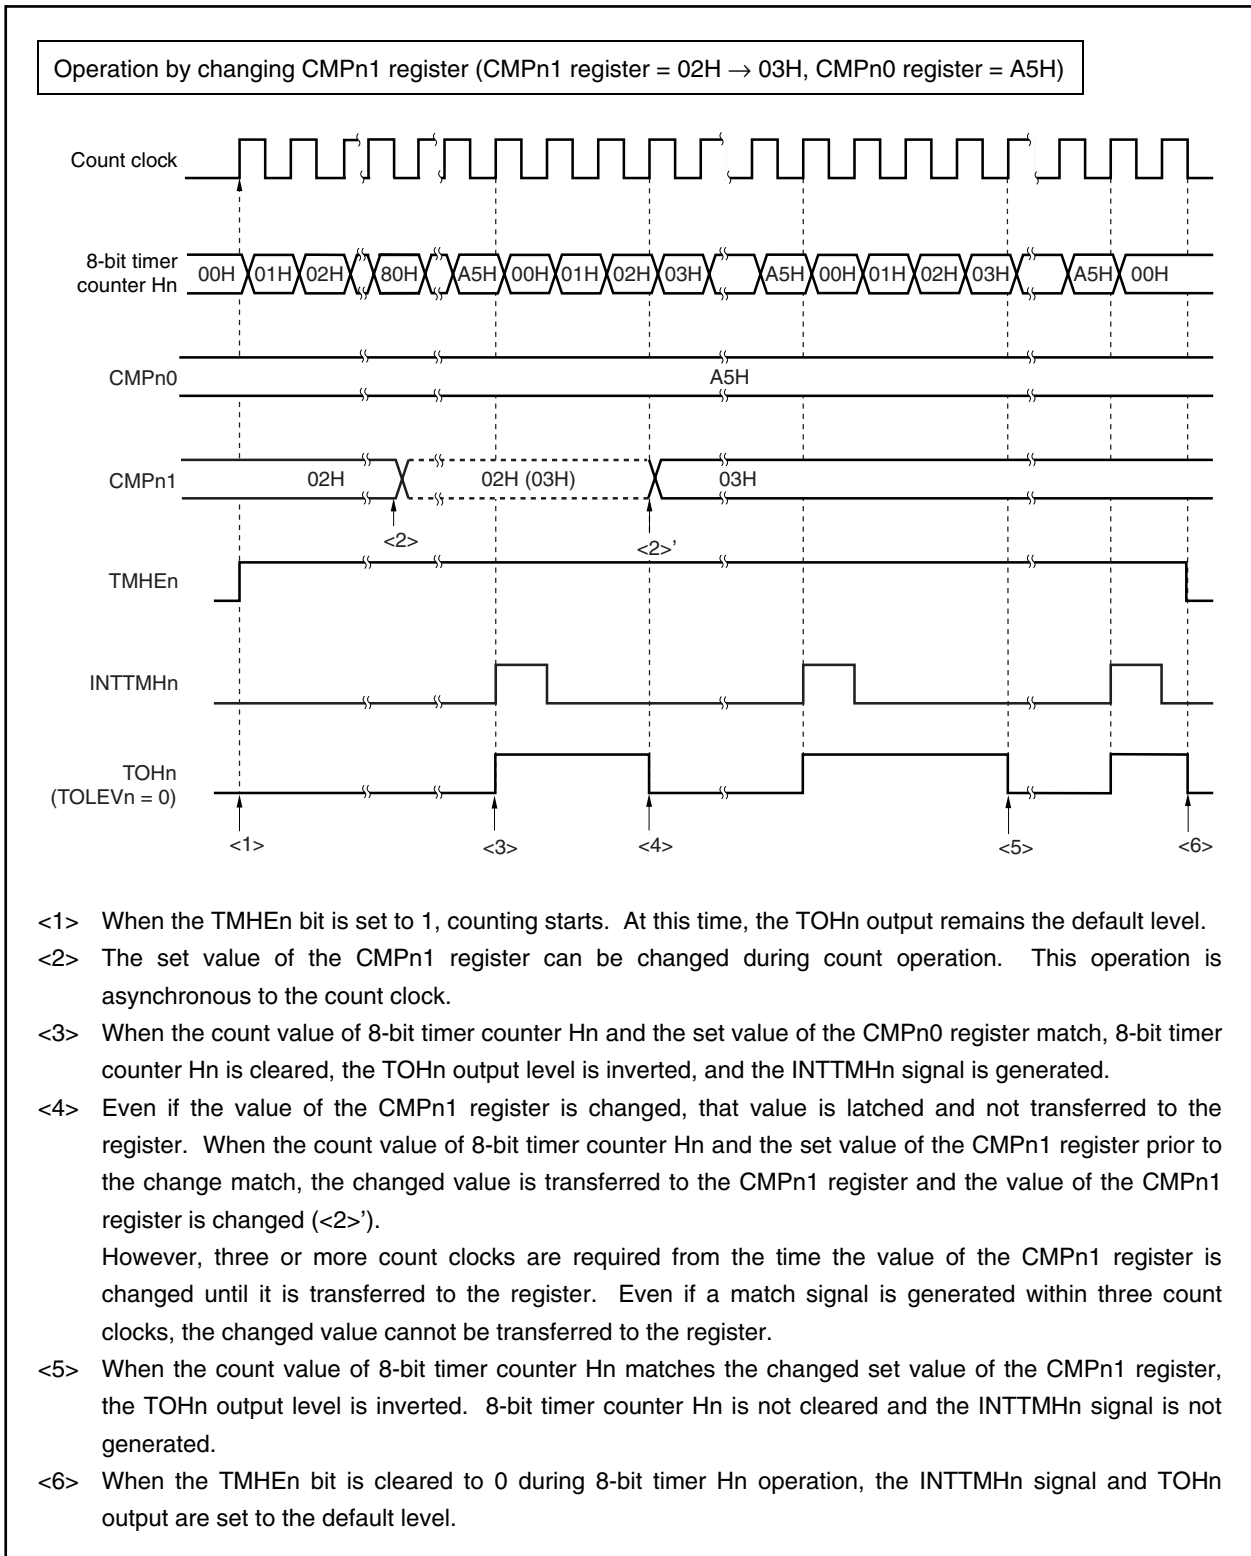 Operation by changing CMPn1 register (CMPn1 register = 02H → 03H, CMPn0 register = A5H)
Count clock
8-bit timer
counter Hn
00H 01H 02H 80H A5H 00H 01H 02H 03H A5H 00H 01H 02H 03H A5H 00H
CMPn0
A5H
CMPn1
02H 02H (03H) 03H
<2> <2>’
TMHEn
INTTMHn
TOHn
(TOLEVn = 0)
<1> <3> <4> <5> <6>
<1> When the TMHEn bit is set to 1, counting starts. At this time, the TOHn output remains the default level.
<2> The set value of the CMPn1 register can be changed during count operation. This operation is
asynchronous to the count clock.
<3> When the count value of 8-bit timer counter Hn and the set value of the CMPn0 register match, 8-bit timer
counter Hn is cleared, the TOHn output level is inverted, and the INTTMHn signal is generated.
<4> Even if the value of the CMPn1 register is changed, that value is latched and not transferred to the
register. When the count value of 8-bit timer counter Hn and the set value of the CMPn1 register prior to
the change match, the changed value is transferred to the CMPn1 register and the value of the CMPn1
register is changed (<2>’).
However, three or more count clocks are required from the time the value of the CMPn1 register is
changed until it is transferred to the register. Even if a match signal is generated within three count
clocks, the changed value cannot be transferred to the register.
<5> When the count value of 8-bit timer counter Hn matches the changed set value of the CMPn1 register,
the TOHn output level is inverted. 8-bit timer counter Hn is not cleared and the INTTMHn signal is not
generated.
<6> When the TMHEn bit is cleared to 0 during 8-bit timer Hn operation, the INTTMHn signal and TOHn
output are set to the default level.